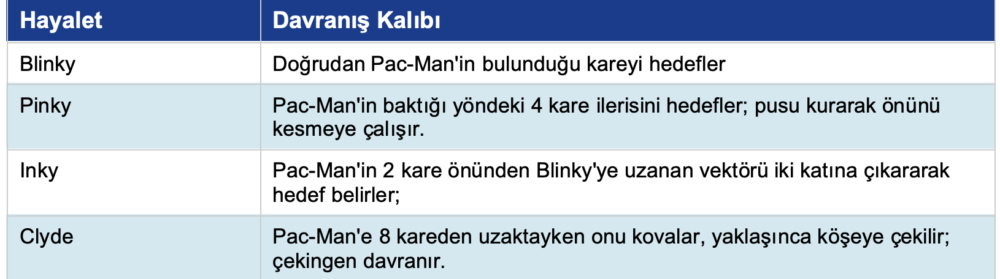 Hayalet Davranış Kalıbı
Blinky Doğrudan Pac-Man'in bulunduğu kareyi hedefler
Pinky Pac-Man'in baktığı yöndeki 4 kare ilerisini hedefler; pusu kurarak önünü
kesmeye çalışır.
Inky Pac-Man'in 2 kare önünden Blinky'ye uzanan vektörü iki katına çıkararak
hedef belirler;
Clyde Pac-Man'e 8 kareden uzaktayken onu kovalar, yaklaşınca köşeye çekilir;
çekingen davranır.